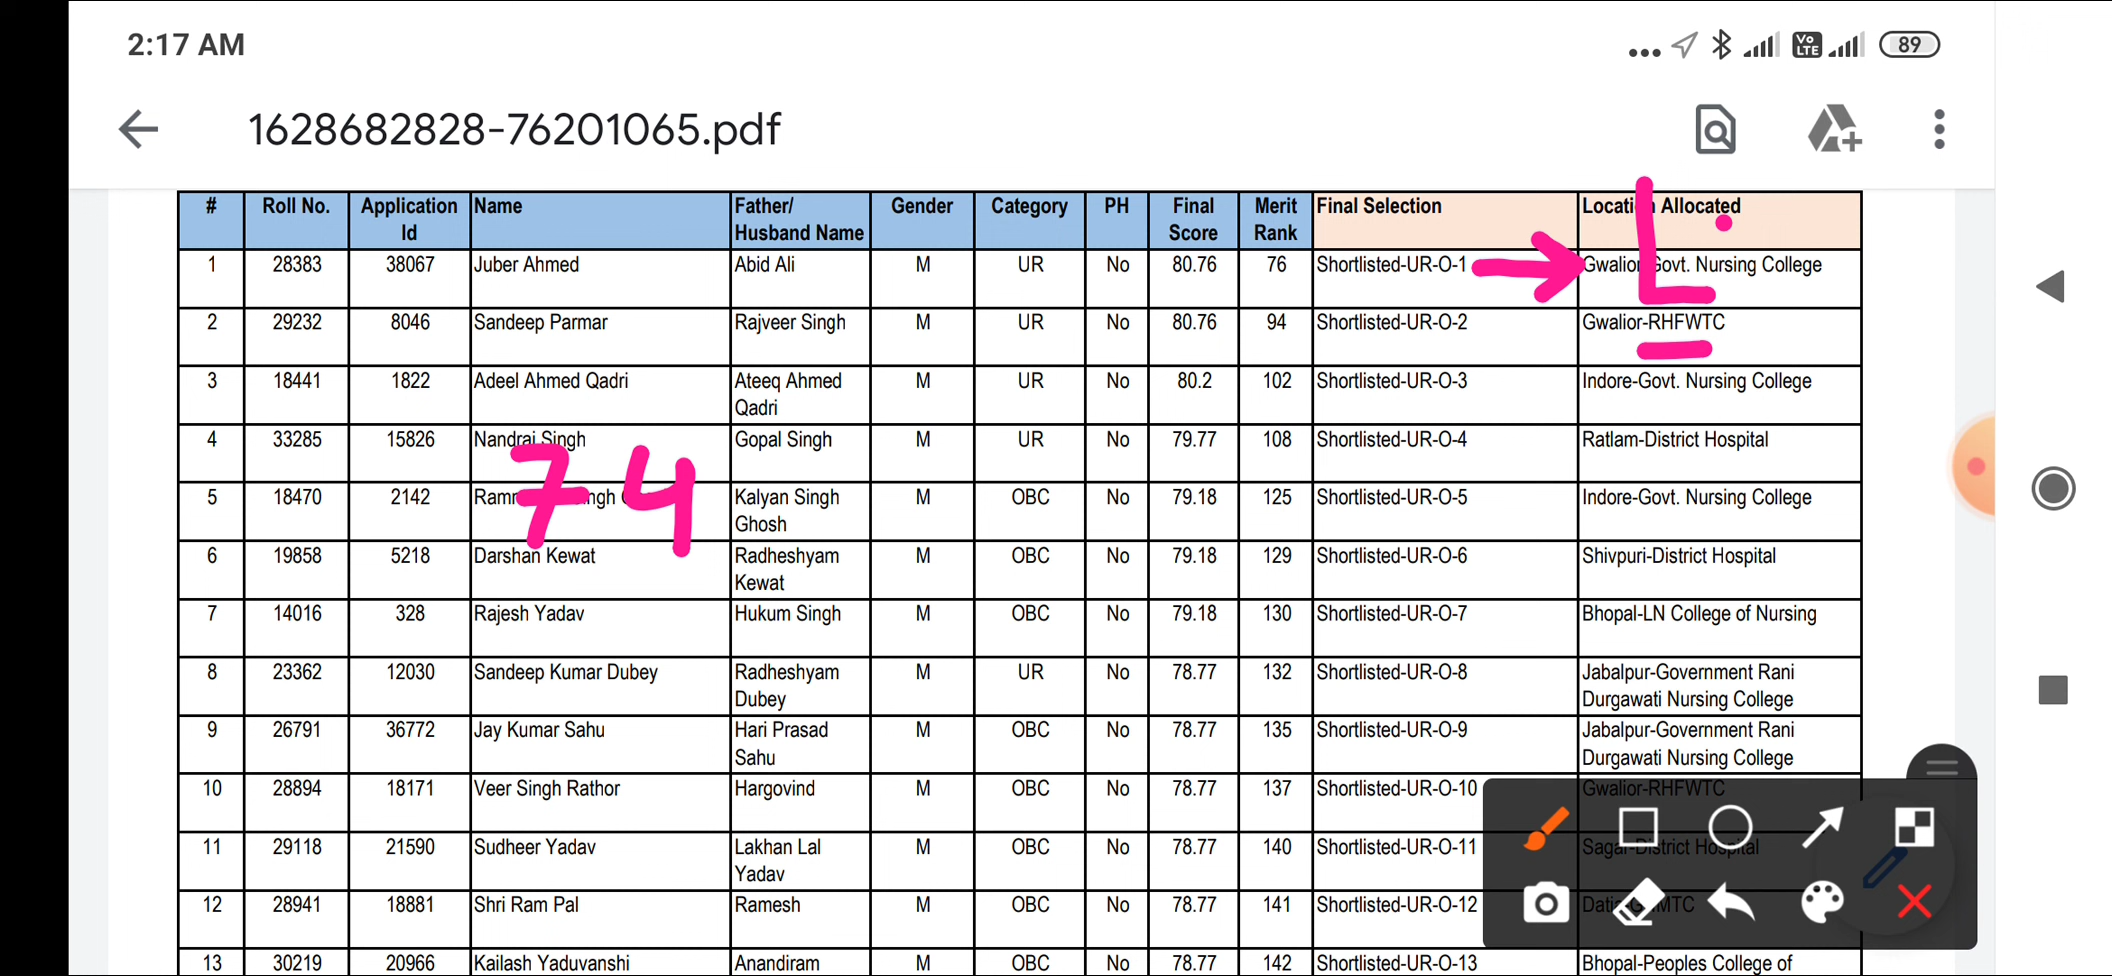 2:17 AM
Vo LTE 89
1628682828-76201065.pdf
# Roll No. Application Id Name Father/ Husband Name Gender Category PH Final Score Merit Rank Final Selection Location Allocated
1 28383 38067 Juber Ahmed Abid Ali M UR No 80.76 76 Shortlisted-UR-O-1 Gwalior-Govt. Nursing College
2 29232 8046 Sandeep Parmar Rajveer Singh M UR No 80.76 94 Shortlisted-UR-O-2 Gwalior-RHFWTC
3 18441 1822 Adeel Ahmed Qadri Ateeq Ahmed Qadri M UR No 80.2 102 Shortlisted-UR-O-3 Indore-Govt. Nursing College
4 33285 15826 Nandraj Singh Gopal Singh M UR No 79.77 108 Shortlisted-UR-O-4 Ratlam-District Hospital
74
5 18470 2142 Kalyan Singh Ghosh M OBC No 79.18 125 Shortlisted-UR-O-5 Indore-Govt. Nursing College
6 19858 5218 Darshan Kewat Radheshyam Kewat M OBC No 79.18 129 Shortlisted-UR-O-6 Shivpuri-District Hospital
7 14016 328 Rajesh Yadav Hukum Singh M OBC No 79.18 130 Shortlisted-UR-O-7 Bhopal-LN College of Nursing
8 23362 12030 Sandeep Kumar Dubey Radheshyam Dubey M UR No 78.77 132 Shortlisted-UR-O-8 Jabalpur-Government Rani Durgawati Nursing College
9 26791 36772 Jay Kumar Sahu Hari Prasad Sahu M OBC No 78.77 135 Shortlisted-UR-O-9 Jabalpur-Government Rani Durgawati Nursing College
10 28894 18171 Veer Singh Rathor Hargovind M OBC No 78.77 137 Shortlisted-UR-O-10 Gwalior-RHFWTC
11 29118 21590 Sudheer Yadav Lakhan Lal Yadav M OBC No 78.77 140 Shortlisted-UR-O-11 Sagar-District Hospital
12 28941 18881 Shri Ram Pal Ramesh M OBC No 78.77 141 Shortlisted-UR-O-12
13 30219 20966 Kailash Yaduvanshi Anandiram M OBC No 78.77 142 Shortlisted-UR-O-13 Bhopal-Peoples College of